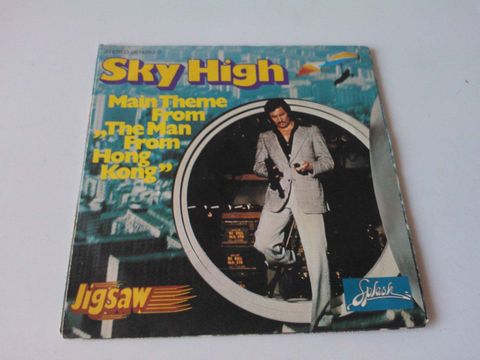 Sky High
Main Theme
From
„The Man
From
Hong
Kong”
Jigsaw
Splash